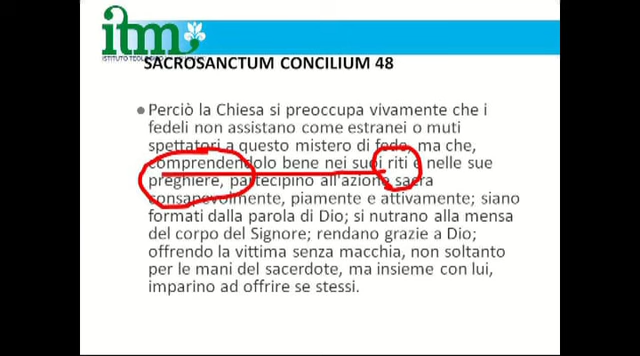 itm
ISTITUTO TEOLOGICO
SACROSANCTUM CONCILIUM 48
Perciò la Chiesa si preoccupa vivamente che i
fedeli non assistano come estranei o muti
spettatori a questo mistero di fede, ma che,
comprendendolo bene nei suoi riti e nelle sue
preghiere, partecipino all'azione sacra
consapevolmente, piamente e attivamente; siano
formati dalla parola di Dio; si nutrano alla mensa
del corpo del Signore; rendano grazie a Dio;
offrendo la vittima senza macchia, non soltanto
per le mani del sacerdote, ma insieme con lui,
imparino ad offrire se stessi.